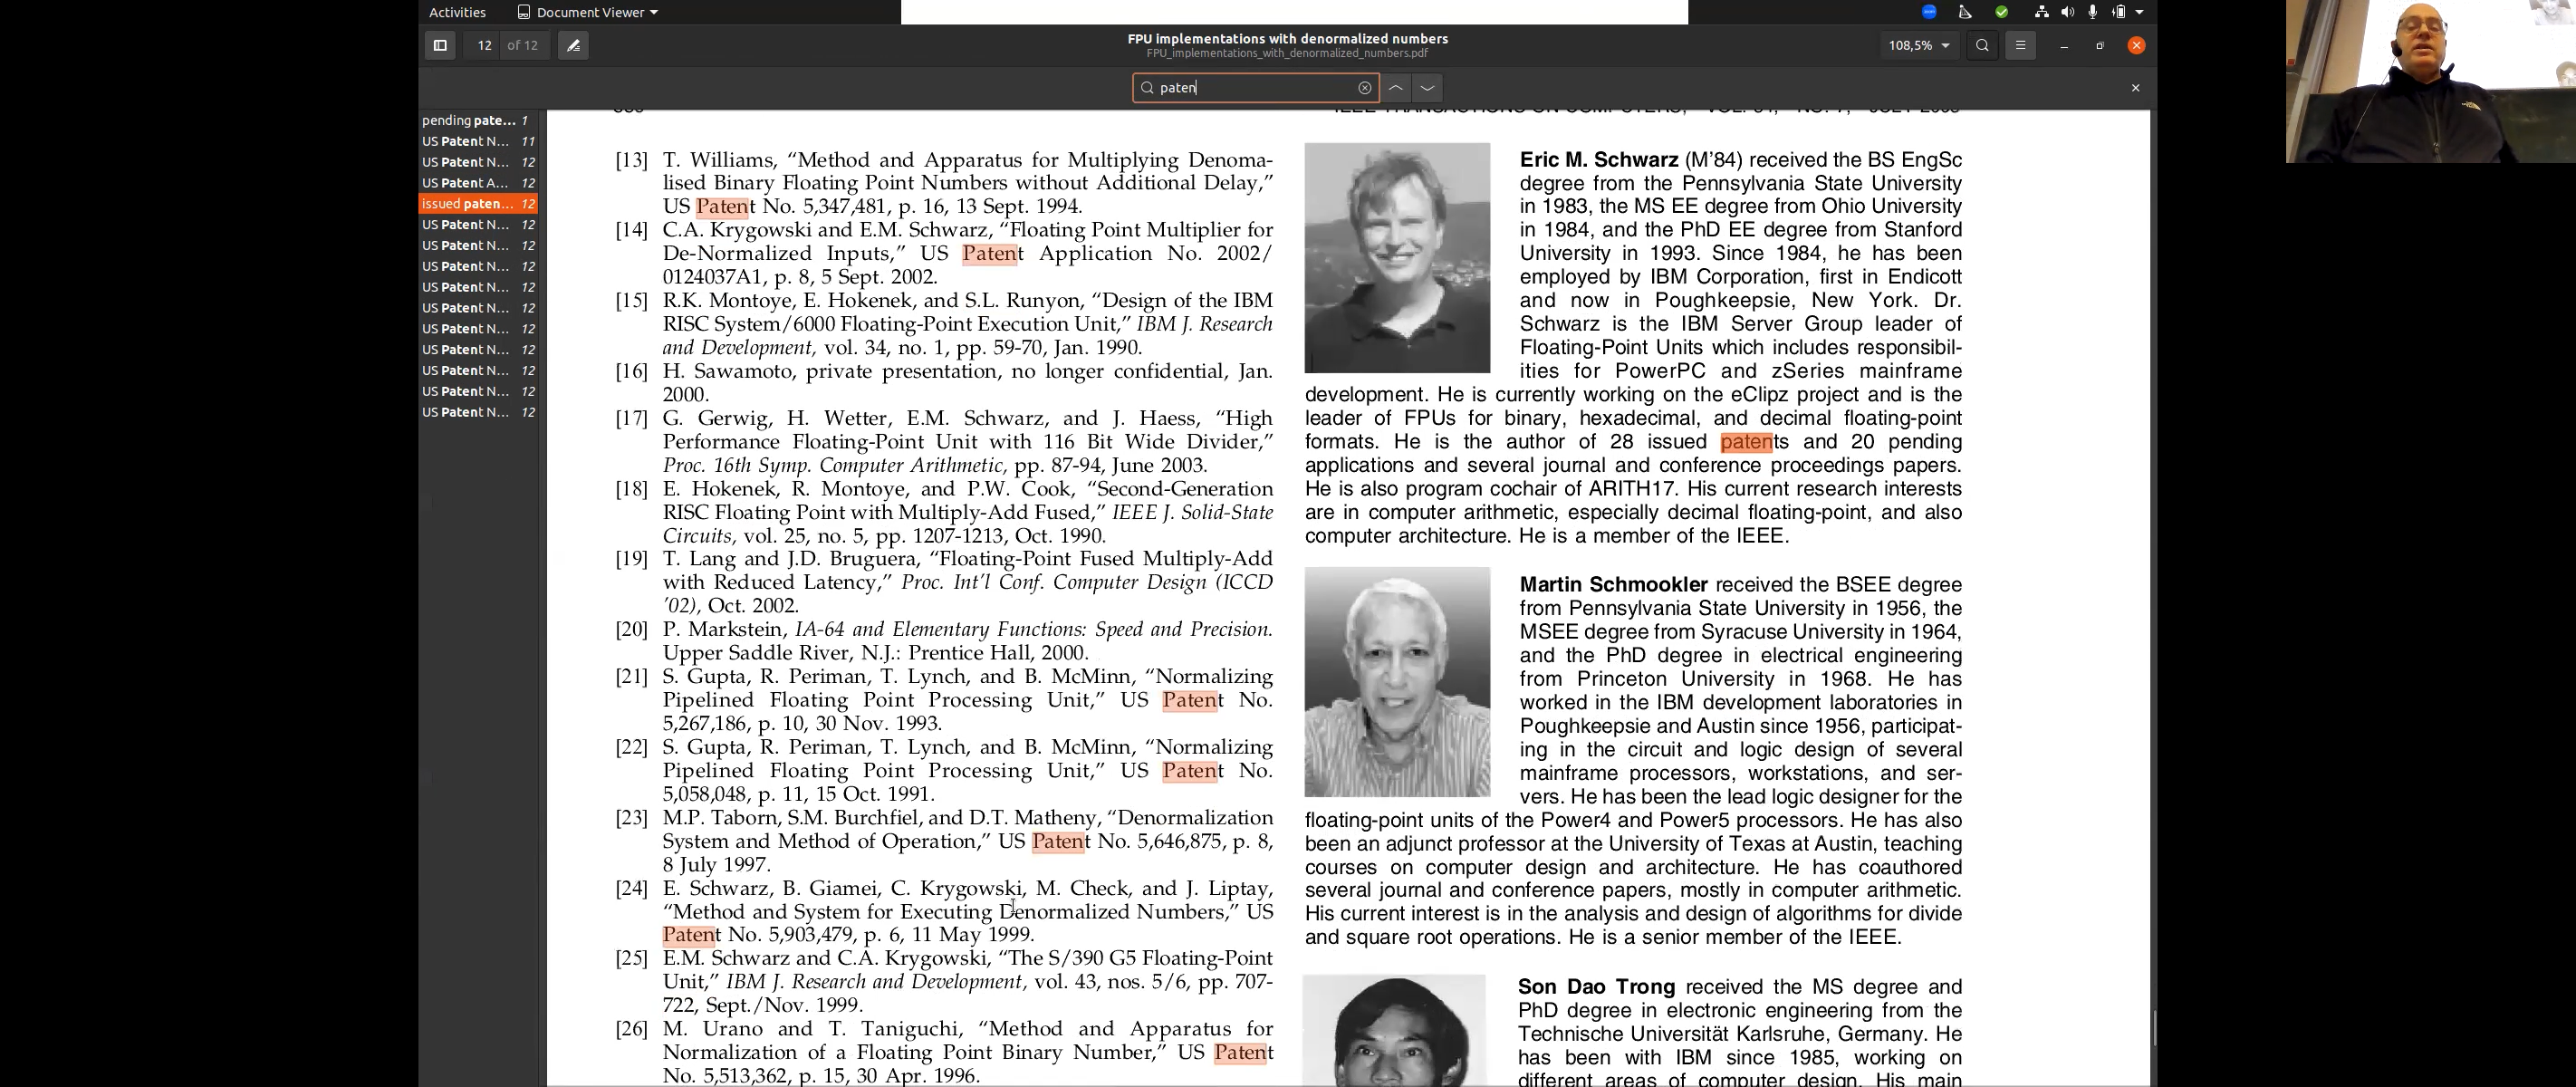 Activities
Document Viewer
12 of 12
FPU implementations with denormalized numbers
FPU_implementations_with_denormalized_numbers.pdf
108,5%
paten
pending pate... 1
US Patent N... 11
US Patent N... 12
US Patent A... 12
issued paten... 12
US Patent N... 12
US Patent N... 12
US Patent N... 12
US Patent N... 12
US Patent N... 12
US Patent N... 12
US Patent N... 12
US Patent N... 12
US Patent N... 12
US Patent N... 12
IEEE TRANSACTIONS ON COMPUTERS, VOL. 54, NO. 7, JULY 2005
[13] T. Williams, “Method and Apparatus for Multiplying Denoma-
lised Binary Floating Point Numbers without Additional Delay,”
US Patent No. 5,347,481, p. 16, 13 Sept. 1994.
[14] C.A. Krygowski and E.M. Schwarz, “Floating Point Multiplier for
De-Normalized Inputs,” US Patent Application No. 2002/
0124037A1, p. 8, 5 Sept. 2002.
[15] R.K. Montoye, E. Hokenek, and S.L. Runyon, “Design of the IBM
RISC System/6000 Floating-Point Execution Unit,” IBM J. Research
and Development, vol. 34, no. 1, pp. 59-70, Jan. 1990.
[16] H. Sawamoto, private presentation, no longer confidential, Jan.
2000.
[17] G. Gerwig, H. Wetter, E.M. Schwarz, and J. Haess, “High
Performance Floating-Point Unit with 116 Bit Wide Divider,”
Proc. 16th Symp. Computer Arithmetic, pp. 87-94, June 2003.
[18] E. Hokenek, R. Montoye, and P.W. Cook, “Second-Generation
RISC Floating Point with Multiply-Add Fused,” IEEE J. Solid-State
Circuits, vol. 25, no. 5, pp. 1207-1213, Oct. 1990.
[19] T. Lang and J.D. Bruguera, “Floating-Point Fused Multiply-Add
with Reduced Latency,” Proc. Int’l Conf. Computer Design (ICCD
’02), Oct. 2002.
[20] P. Markstein, IA-64 and Elementary Functions: Speed and Precision.
Upper Saddle River, N.J.: Prentice Hall, 2000.
[21] S. Gupta, R. Periman, T. Lynch, and B. McMinn, “Normalizing
Pipelined Floating Point Processing Unit,” US Patent No.
5,267,186, p. 10, 30 Nov. 1993.
[22] S. Gupta, R. Periman, T. Lynch, and B. McMinn, “Normalizing
Pipelined Floating Point Processing Unit,” US Patent No.
5,058,048, p. 11, 15 Oct. 1991.
[23] M.P. Taborn, S.M. Burchfiel, and D.T. Matheny, “Denormalization
System and Method of Operation,” US Patent No. 5,646,875, p. 8,
8 July 1997.
[24] E. Schwarz, B. Giamei, C. Krygowski, M. Check, and J. Liptay,
“Method and System for Executing Denormalized Numbers,” US
Patent No. 5,903,479, p. 6, 11 May 1999.
[25] E.M. Schwarz and C.A. Krygowski, “The S/390 G5 Floating-Point
Unit,” IBM J. Research and Development, vol. 43, nos. 5/6, pp. 707-
722, Sept./Nov. 1999.
[26] M. Urano and T. Taniguchi, “Method and Apparatus for
Normalization of a Floating Point Binary Number,” US Patent
No. 5,513,362, p. 15, 30 Apr. 1996.
Eric M. Schwarz (M’84) received the BS EngSc
degree from the Pennsylvania State University
in 1983, the MS EE degree from Ohio University
in 1984, and the PhD EE degree from Stanford
University in 1993. Since 1984, he has been
employed by IBM Corporation, first in Endicott
and now in Poughkeepsie, New York. Dr.
Schwarz is the IBM Server Group leader of
Floating-Point Units which includes responsibil-
ities for PowerPC and zSeries mainframe
development. He is currently working on the eClipz project and is the
leader of FPUs for binary, hexadecimal, and decimal floating-point
formats. He is the author of 28 issued patents and 20 pending
applications and several journal and conference proceedings papers.
He is also program cochair of ARITH17. His current research interests
are in computer arithmetic, especially decimal floating-point, and also
computer architecture. He is a member of the IEEE.
Martin Schmookler received the BSEE degree
from Pennsylvania State University in 1956, the
MSEE degree from Syracuse University in 1964,
and the PhD degree in electrical engineering
from Princeton University in 1968. He has
worked in the IBM development laboratories in
Poughkeepsie and Austin since 1956, participat-
ing in the circuit and logic design of several
mainframe processors, workstations, and ser-
vers. He has been the lead logic designer for the
floating-point units of the Power4 and Power5 processors. He has also
been an adjunct professor at the University of Texas at Austin, teaching
courses on computer design and architecture. He has coauthored
several journal and conference papers, mostly in computer arithmetic.
His current interest is in the analysis and design of algorithms for divide
and square root operations. He is a senior member of the IEEE.
Son Dao Trong received the MS degree and
PhD degree in electronic engineering from the
Technische Universität Karlsruhe, Germany. He
has been with IBM since 1985, working on
different areas of computer design. His main